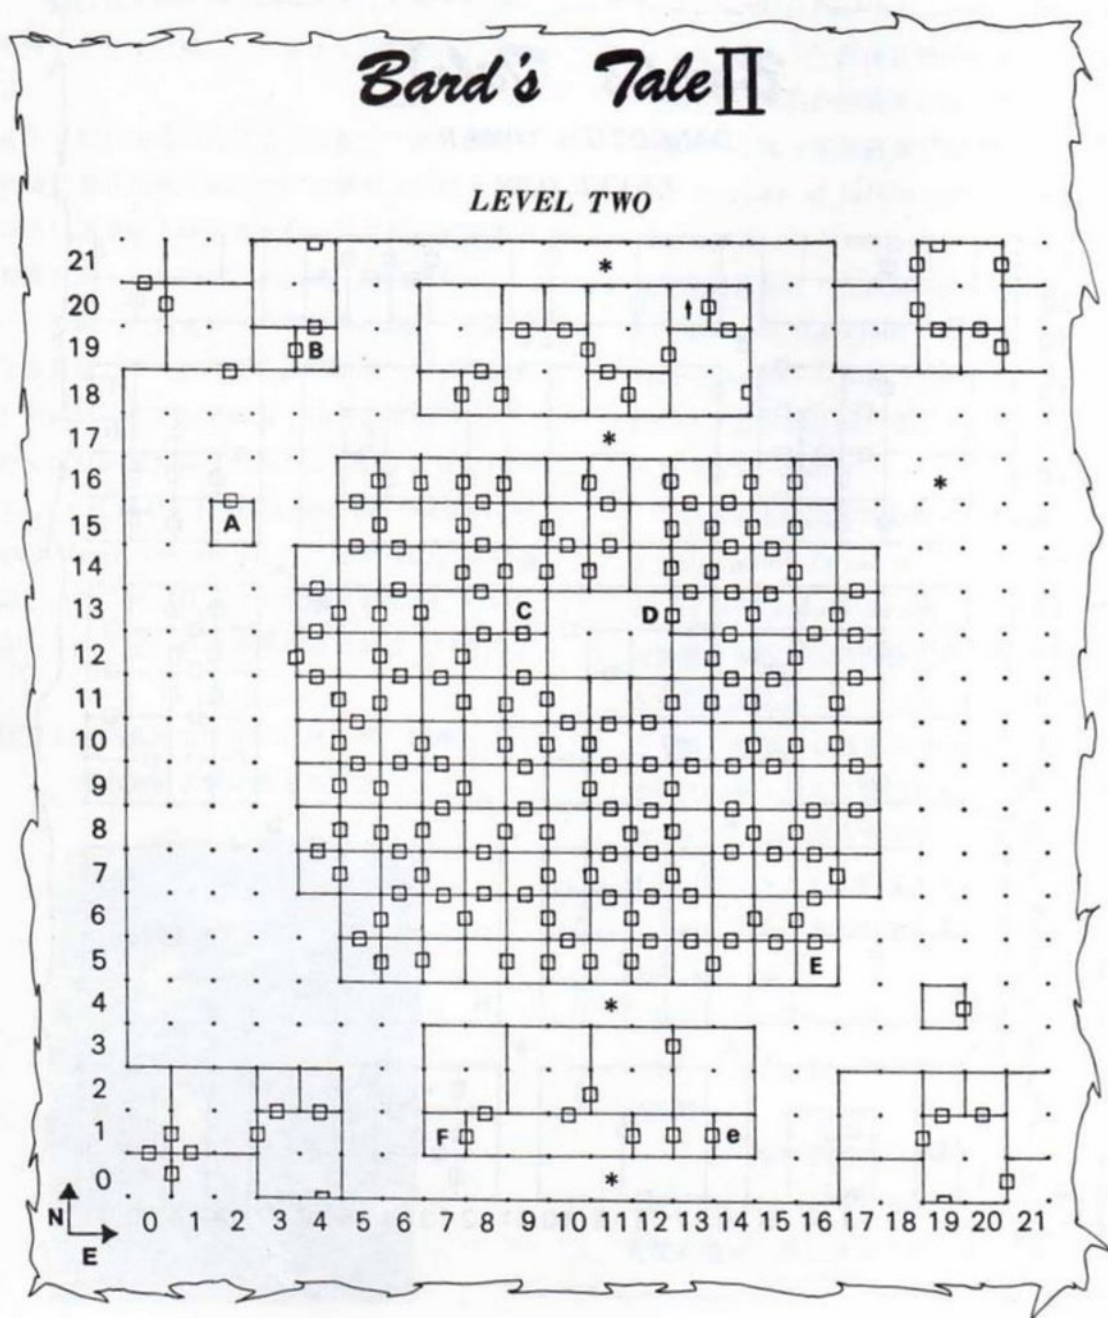 Bard's Tale II
LEVEL TWO
21 *
20 †
19 B
18
17 *
16 *
15 A
14
13 C D
12
11
10
9
8
7
6
5 E
4 *
3
2
1 F e
0 *
N
E
0 1 2 3 4 5 6 7 8 9 10 11 12 13 14 15 16 17 18 19 20 21